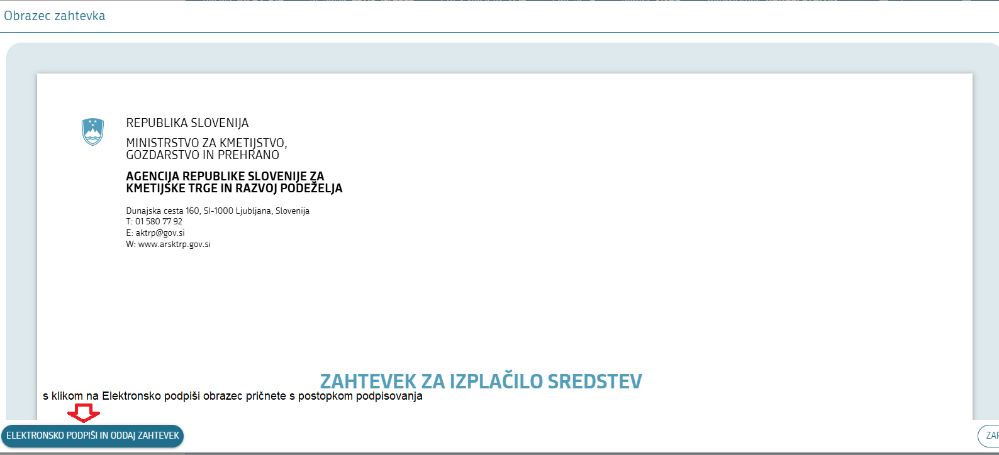 Obrazec zahtevka
REPUBLIKA SLOVENIJA
MINISTRSTVO ZA KMETIJSTVO,
GOZDARSTVO IN PREHRANO
AGENCIJA REPUBLIKE SLOVENIJE ZA
KMETIJSKE TRGE IN RAZVOJ PODEŽELJA
Dunajska cesta 160, SI-1000 Ljubljana, Slovenija
T: 01 580 77 92
E: aktrp@gov.si
W: www.arsktrp.gov.si
ZAHTEVEK ZA IZPLAČILO SREDSTEV
s klikom na Elektronsko podpiši obrazec pričnete s postopkom podpisovanja
ELEKTRONSKO PODPIŠI IN ODDAJ ZAHTEVEK